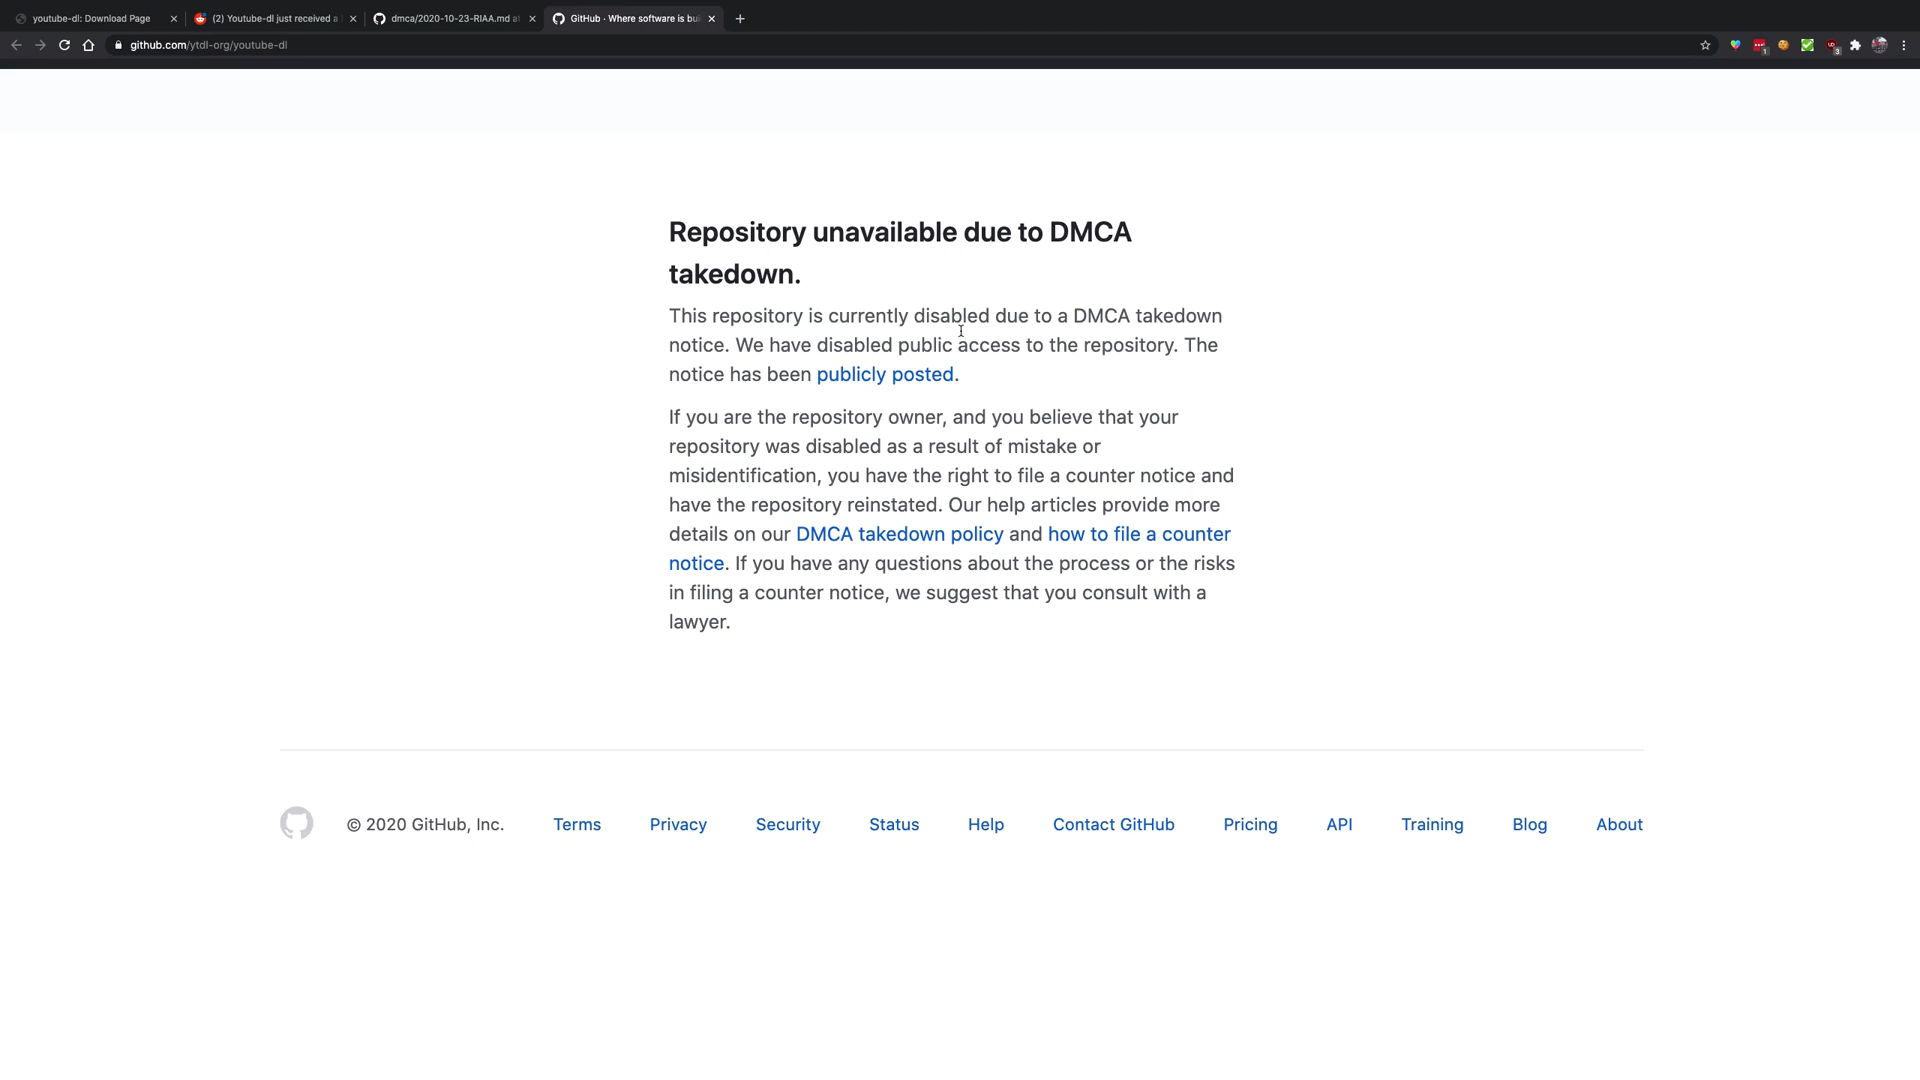 youtube-dl: Download Page
(2) Youtube-dl just received a
dmca/2020-10-23-RIAA.md at
GitHub · Where software is bui
github.com/ytdl-org/youtube-dl
1
3
Repository unavailable due to DMCA
takedown.
This repository is currently disabled due to a DMCA takedown
notice. We have disabled public access to the repository. The
notice has been publicly posted.
If you are the repository owner, and you believe that your
repository was disabled as a result of mistake or
misidentification, you have the right to file a counter notice and
have the repository reinstated. Our help articles provide more
details on our DMCA takedown policy and how to file a counter
notice. If you have any questions about the process or the risks
in filing a counter notice, we suggest that you consult with a
lawyer.
© 2020 GitHub, Inc. Terms Privacy Security Status Help Contact GitHub Pricing API Training Blog About